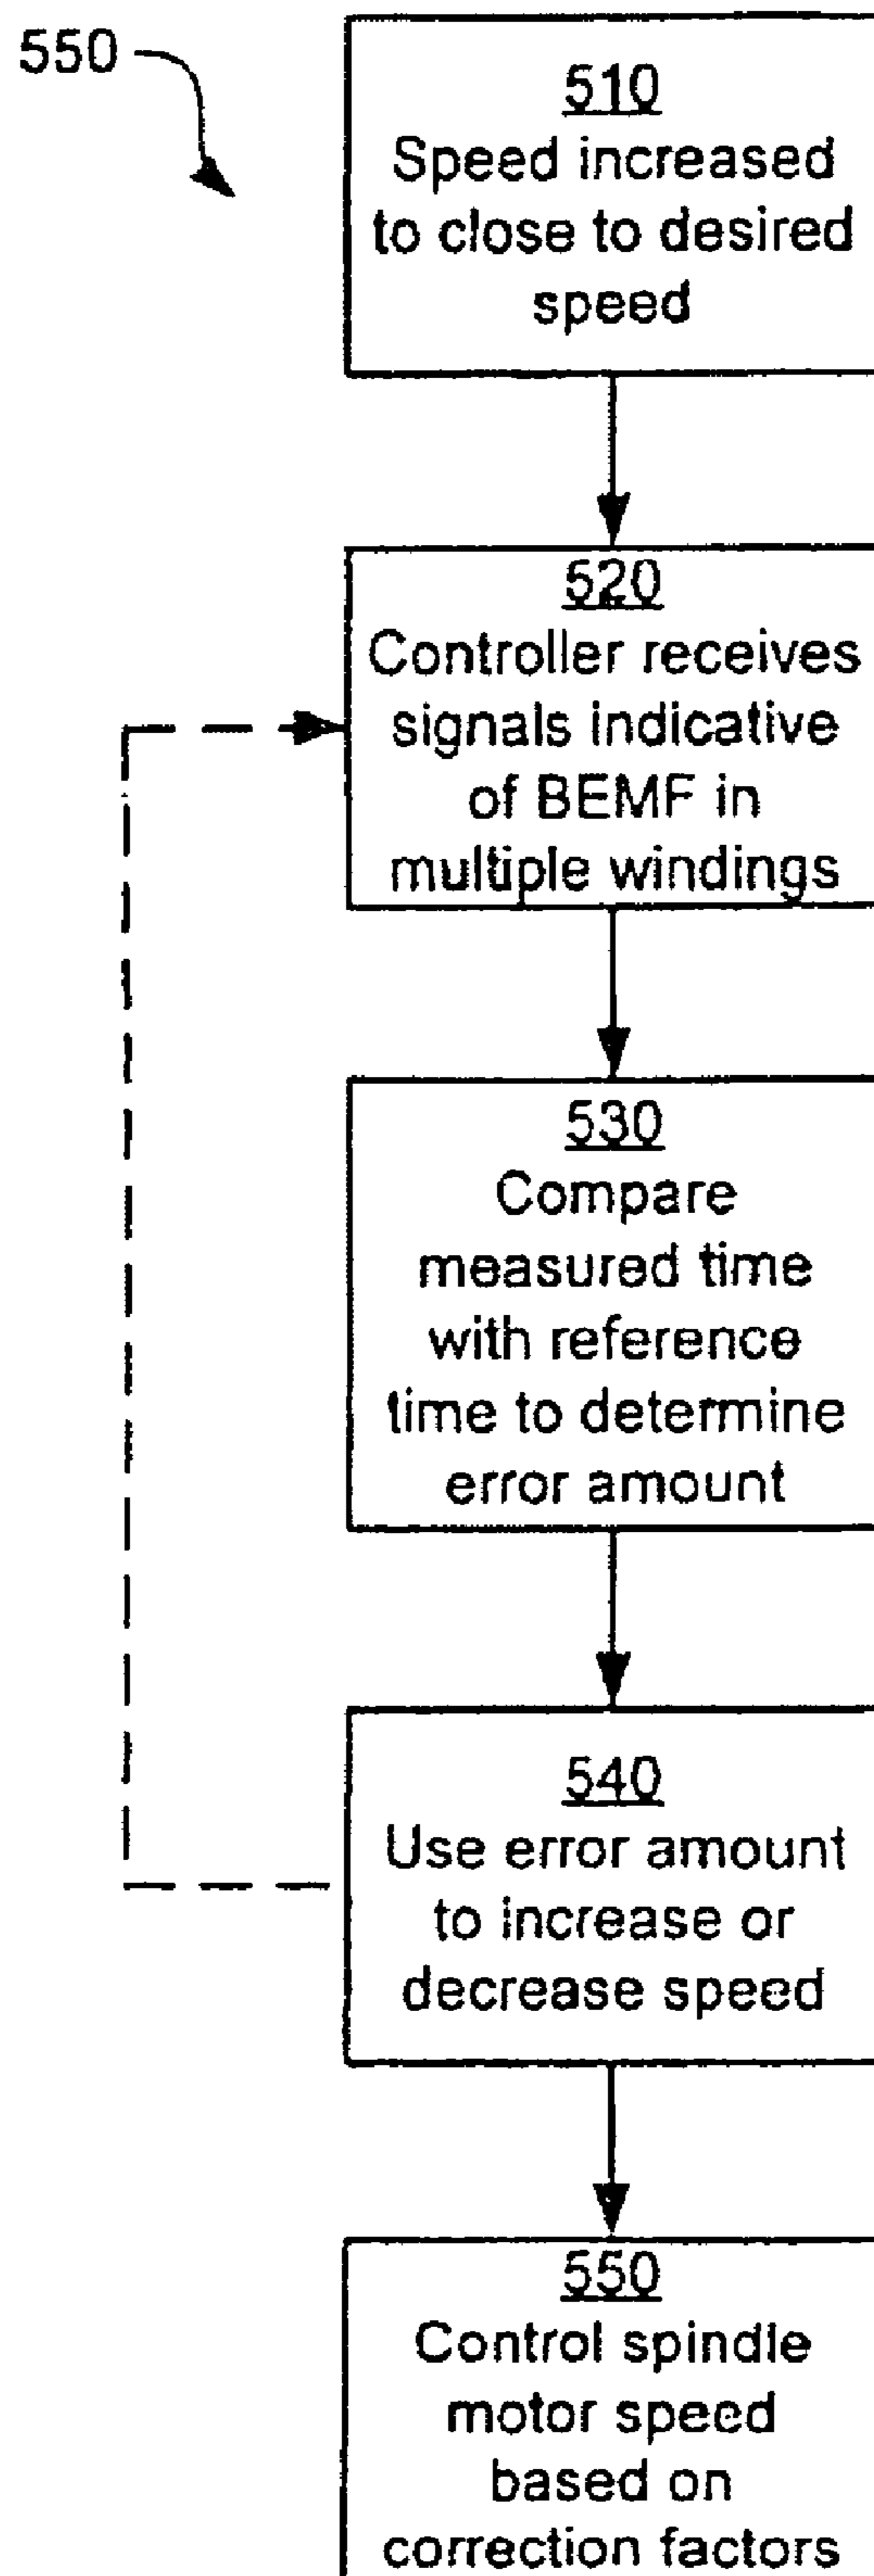 550
510
Speed increased
to close to desired
speed
520
Controller receives
signals indicative
of BEMF in
multiple windings
530
Compare
measured time
with reference
time to determine
error amount
540
Use error amount
to increase or
decrease speed
550
Control spindle
motor speed
based on
correction factors